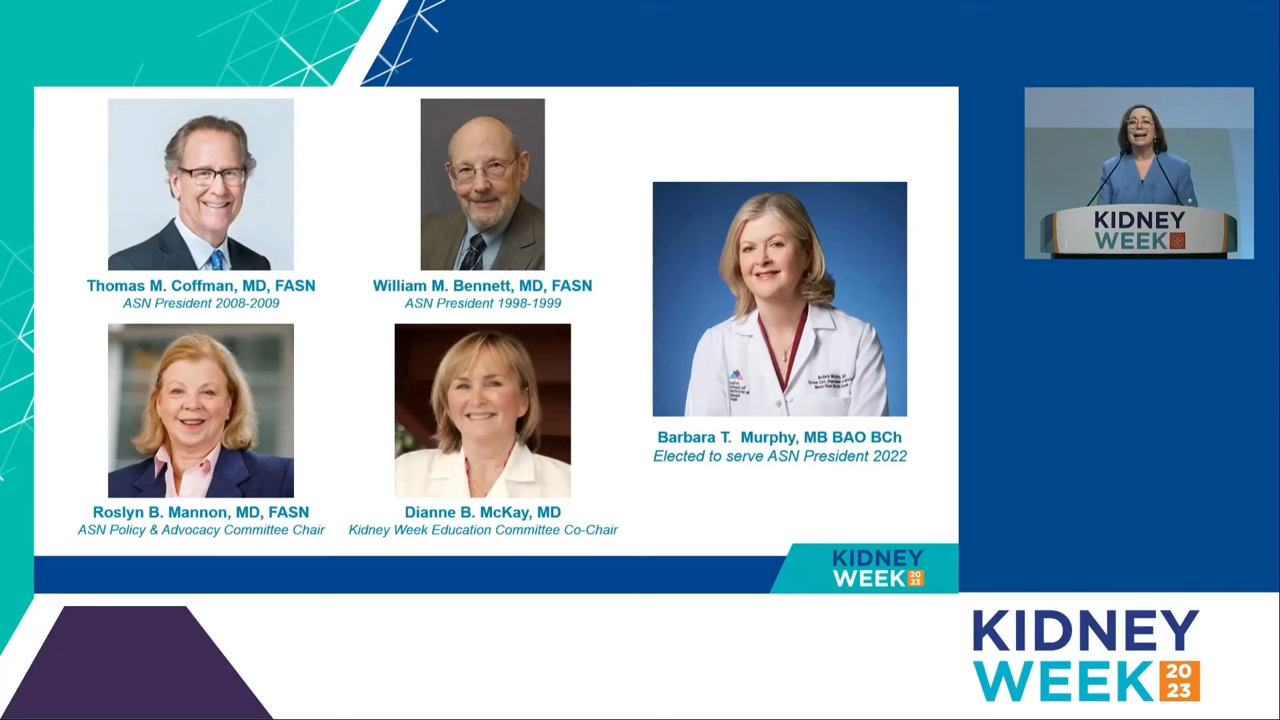 Thomas M. Coffman, MD, FASN
ASN President 2008-2009
William M. Bennett, MD, FASN
ASN President 1998-1999
Roslyn B. Mannon, MD, FASN
ASN Policy & Advocacy Committee Chair
Dianne B. McKay, MD
Kidney Week Education Committee Co-Chair
Barbara T. Murphy, MB BAO BCh
Elected to serve ASN President 2022
KIDNEY
WEEK 20
23
KIDNEY
WEEK
KIDNEY
WEEK 20
23